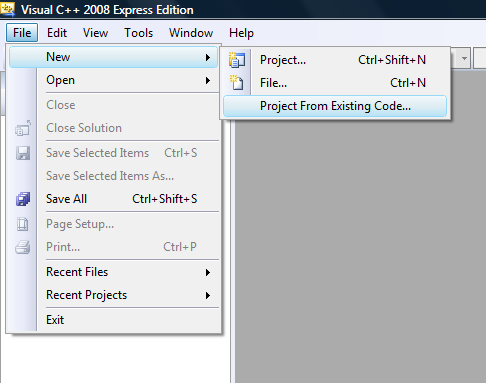 Visual C++ 2008 Express Edition
File Edit View Tools Window Help
New
Project... Ctrl+Shift+N
Open
File... Ctrl+N
Close
Project From Existing Code...
Close Solution
Save Selected Items Ctrl+S
Save Selected Items As...
Save All Ctrl+Shift+S
Page Setup...
Print... Ctrl+P
Recent Files
Recent Projects
Exit